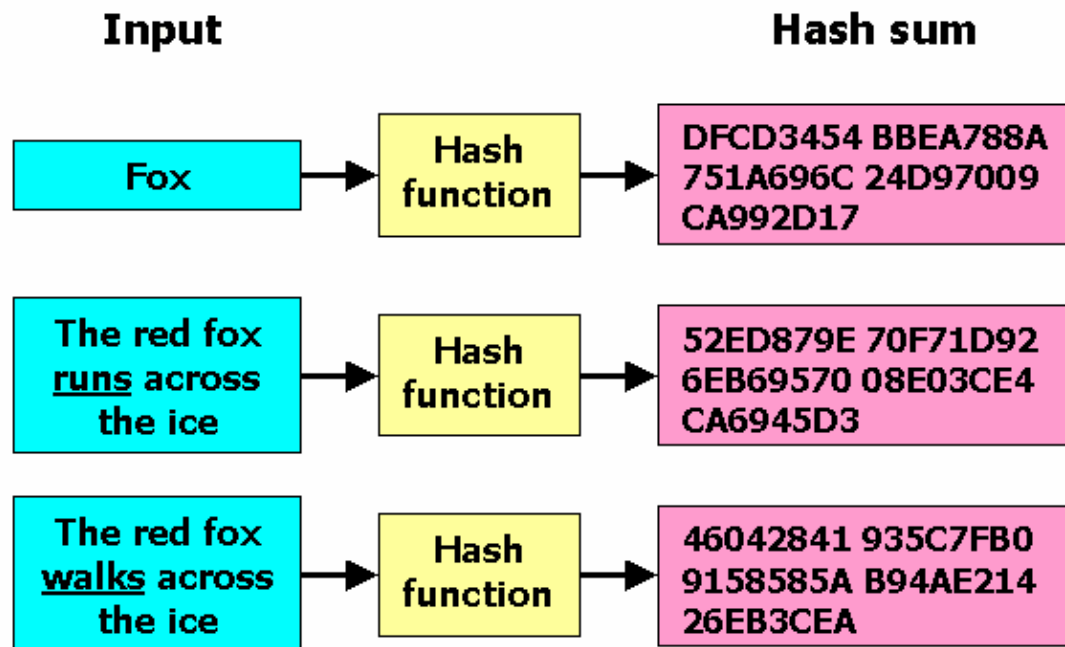 Input
Hash sum
Fox
Hash
function
DFCD3454 BBEA788A
751A696C 24D97009
CA992D17
The red fox
runs across
the ice
Hash
function
52ED879E 70F71D92
6EB69570 08E03CE4
CA6945D3
The red fox
walks across
the ice
Hash
function
46042841 935C7FB0
9158585A B94AE214
26EB3CEA